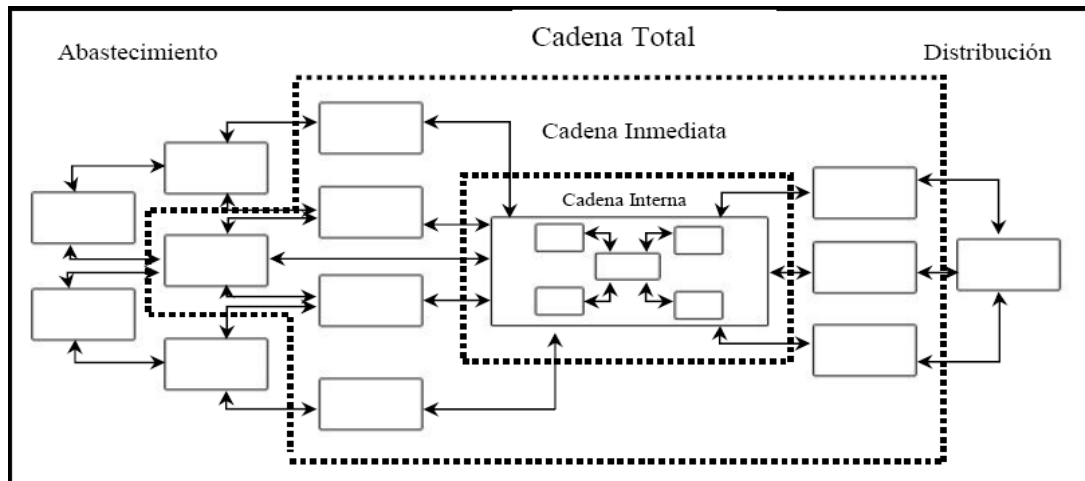 Cadena Total
Abastecimiento
Distribución
Cadena Inmediata
Cadena Interna